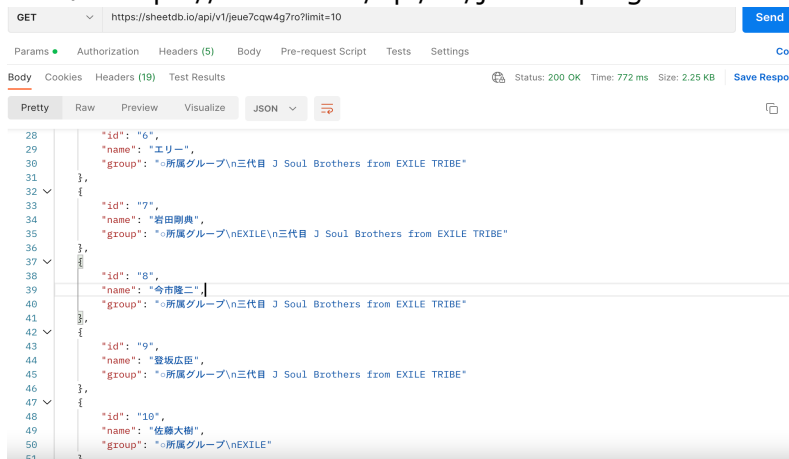 GET https://sheetdb.io/api/v1/jeue7cqw4g7ro?limit=10 Send
Params Authorization Headers (5) Body Pre-request Script Tests Settings Co
Body Cookies Headers (19) Test Results Status: 200 OK Time: 772 ms Size: 2.25 KB Save Respo
Pretty Raw Preview Visualize JSON
28 "id": "6",
29 "name": "エリー",
30 "group": "○所属グループ\n三代目 J Soul Brothers from EXILE TRIBE"
31 },
32 {
33 "id": "7",
34 "name": "岩田剛典",
35 "group": "○所属グループ\nEXILE\n三代目 J Soul Brothers from EXILE TRIBE"
36 },
37 {
38 "id": "8",
39 "name": "今市隆二",
40 "group": "○所属グループ\n三代目 J Soul Brothers from EXILE TRIBE"
41 },
42 {
43 "id": "9",
44 "name": "登坂広臣",
45 "group": "○所属グループ\n三代目 J Soul Brothers from EXILE TRIBE"
46 },
47 {
48 "id": "10",
49 "name": "佐藤大樹",
50 "group": "○所属グループ\nEXILE"
51 }